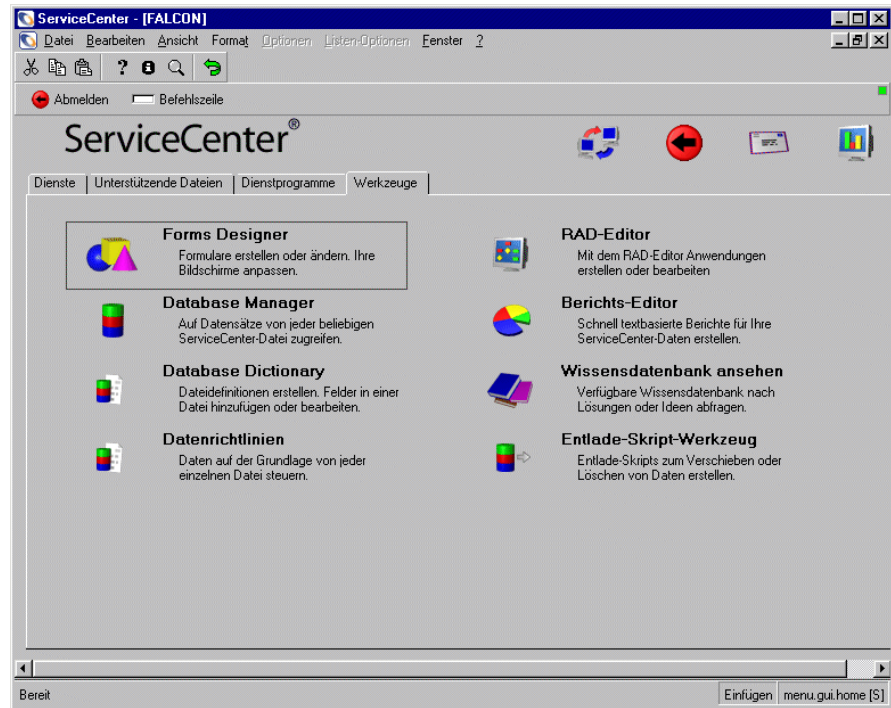 ServiceCenter - [FALCON]
Datei Bearbeiten Ansicht Format Optionen Listen-Optionen Fenster ?
Abmelden Befehlszeile
ServiceCenter®
Dienste Unterstützende Dateien Dienstprogramme Werkzeuge
Forms Designer
Formulare erstellen oder ändern. Ihre
Bildschirme anpassen.
Database Manager
Auf Datensätze von jeder beliebigen
ServiceCenter-Datei zugreifen.
Database Dictionary
Dateidefinitionen erstellen. Felder in einer
Datei hinzufügen oder bearbeiten.
Datenrichtlinien
Daten auf der Grundlage von jeder
einzelnen Datei steuern.
RAD-Editor
Mit dem RAD-Editor Anwendungen
erstellen oder bearbeiten
Berichts-Editor
Schnell textbasierte Berichte für Ihre
ServiceCenter-Daten erstellen.
Wissensdatenbank ansehen
Verfügbare Wissensdatenbank nach
Lösungen oder Ideen abfragen.
Entlade-Skript-Werkzeug
Entlade-Skripts zum Verschieben oder
Löschen von Daten erstellen.
Bereit Einfügen menu.gui.home [S]